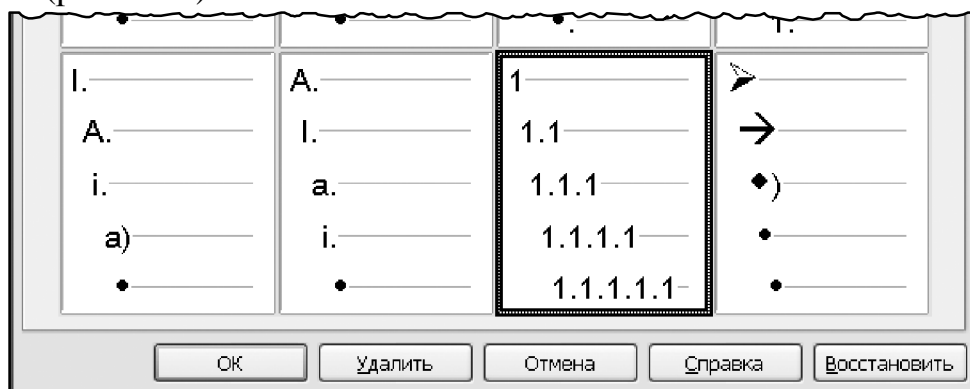 I. A. 1 ➢
A. I. 1.1 →
i. a. 1.1.1 ◆)
a) i. 1.1.1.1 •
• • 1.1.1.1.1 •
ОК Удалить Отмена Справка Восстановить